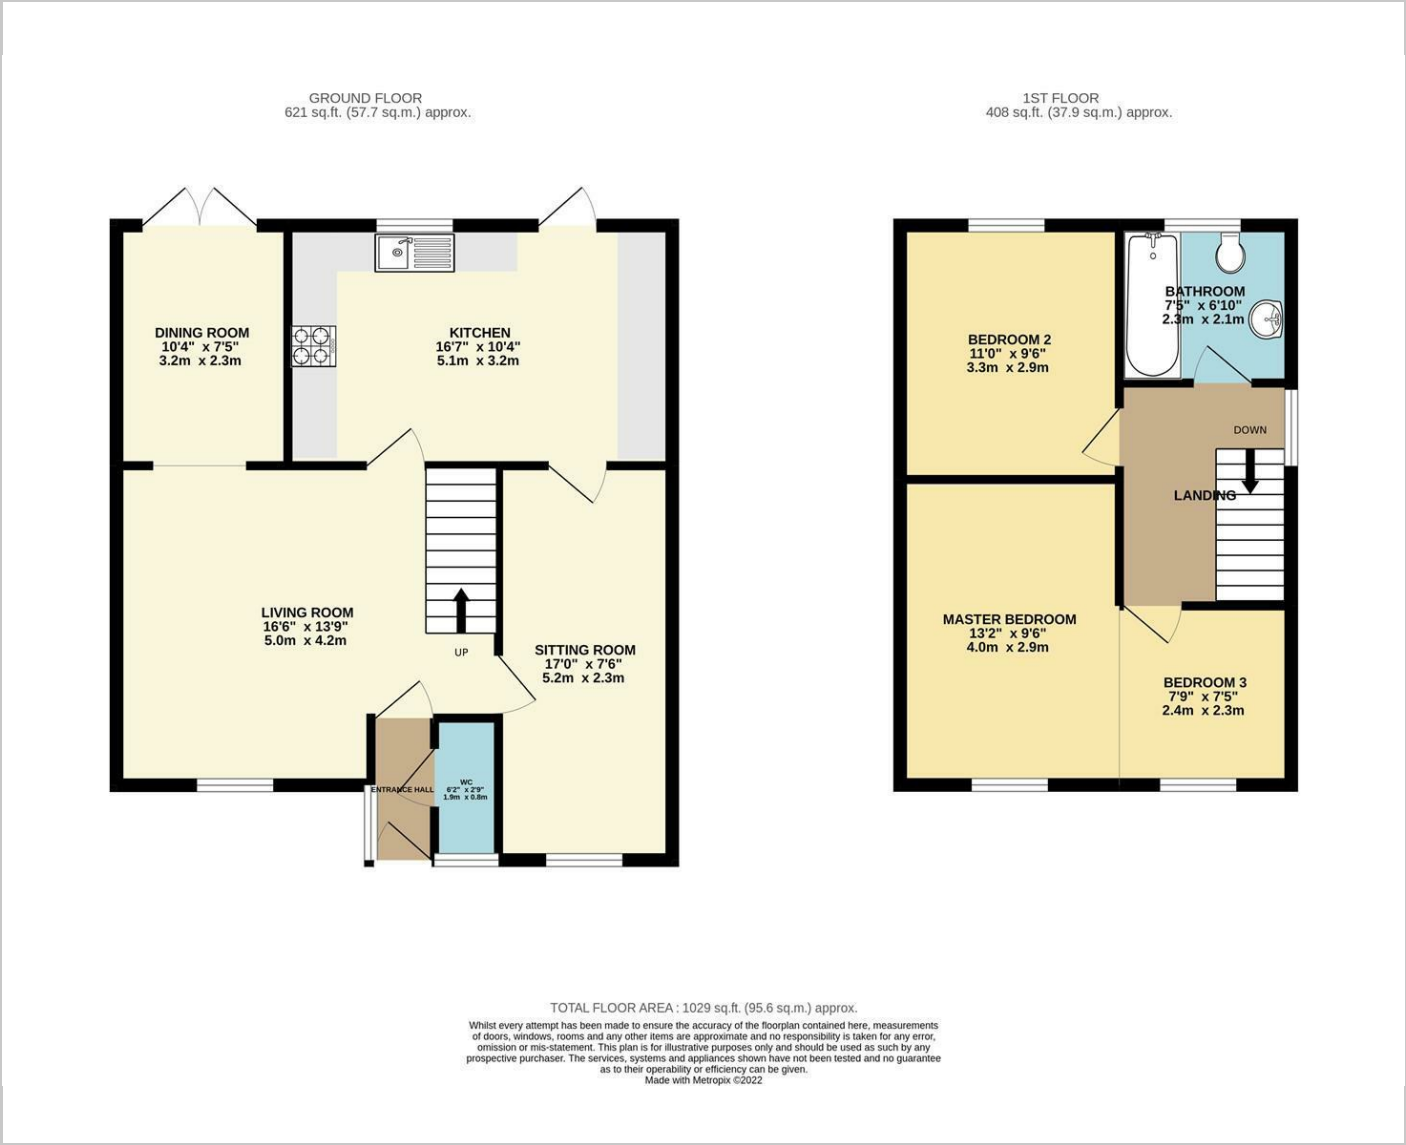 GROUND FLOOR
621 sq.ft. (57.7 sq.m.) approx.
1ST FLOOR
408 sq.ft. (37.9 sq.m.) approx.
DINING ROOM
10'4" x 7'5"
3.2m x 2.3m
KITCHEN
16'7" x 10'4"
5.1m x 3.2m
LIVING ROOM
16'6" x 13'9"
5.0m x 4.2m
UP
SITTING ROOM
17'0" x 7'6"
5.2m x 2.3m
ENTRANCE HALL
WC
6'2" x 2'9"
1.9m x 0.8m
BEDROOM 2
11'0" x 9'6"
3.3m x 2.9m
BATHROOM
7'5" x 6'10"
2.3m x 2.1m
DOWN
LANDING
MASTER BEDROOM
13'2" x 9'6"
4.0m x 2.9m
BEDROOM 3
7'9" x 7'5"
2.4m x 2.3m
TOTAL FLOOR AREA : 1029 sq.ft. (95.6 sq.m.) approx.
Whilst every attempt has been made to ensure the accuracy of the floorplan contained here, measurements
of doors, windows, rooms and any other items are approximate and no responsibility is taken for any error,
omission or mis-statement. This plan is for illustrative purposes only and should be used as such by any
prospective purchaser. The services, systems and appliances shown have not been tested and no guarantee
as to their operability or efficiency can be given.
Made with Metropix ©2022